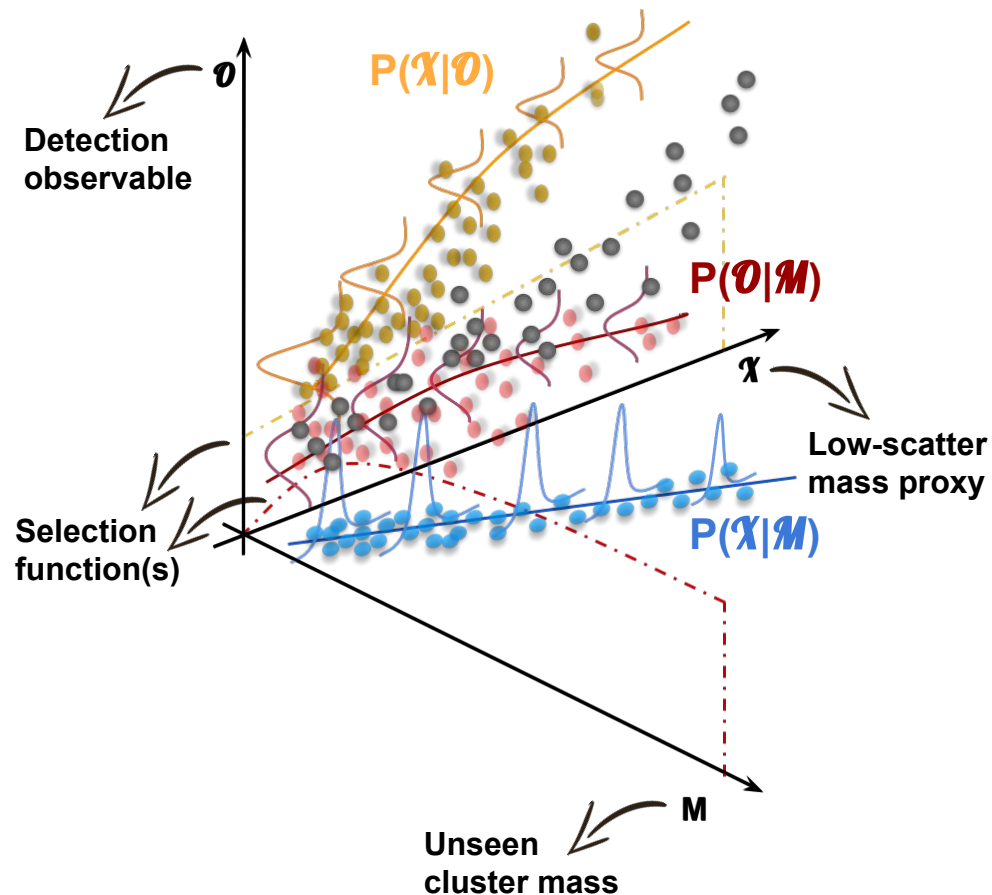 𝓞
P(𝓧|𝓞)
Detection
observable
P(𝓞|𝓜)
𝓧
Low-scatter
mass proxy
Selection
function(s)
P(𝓧|𝓜)
M
Unseen
cluster mass